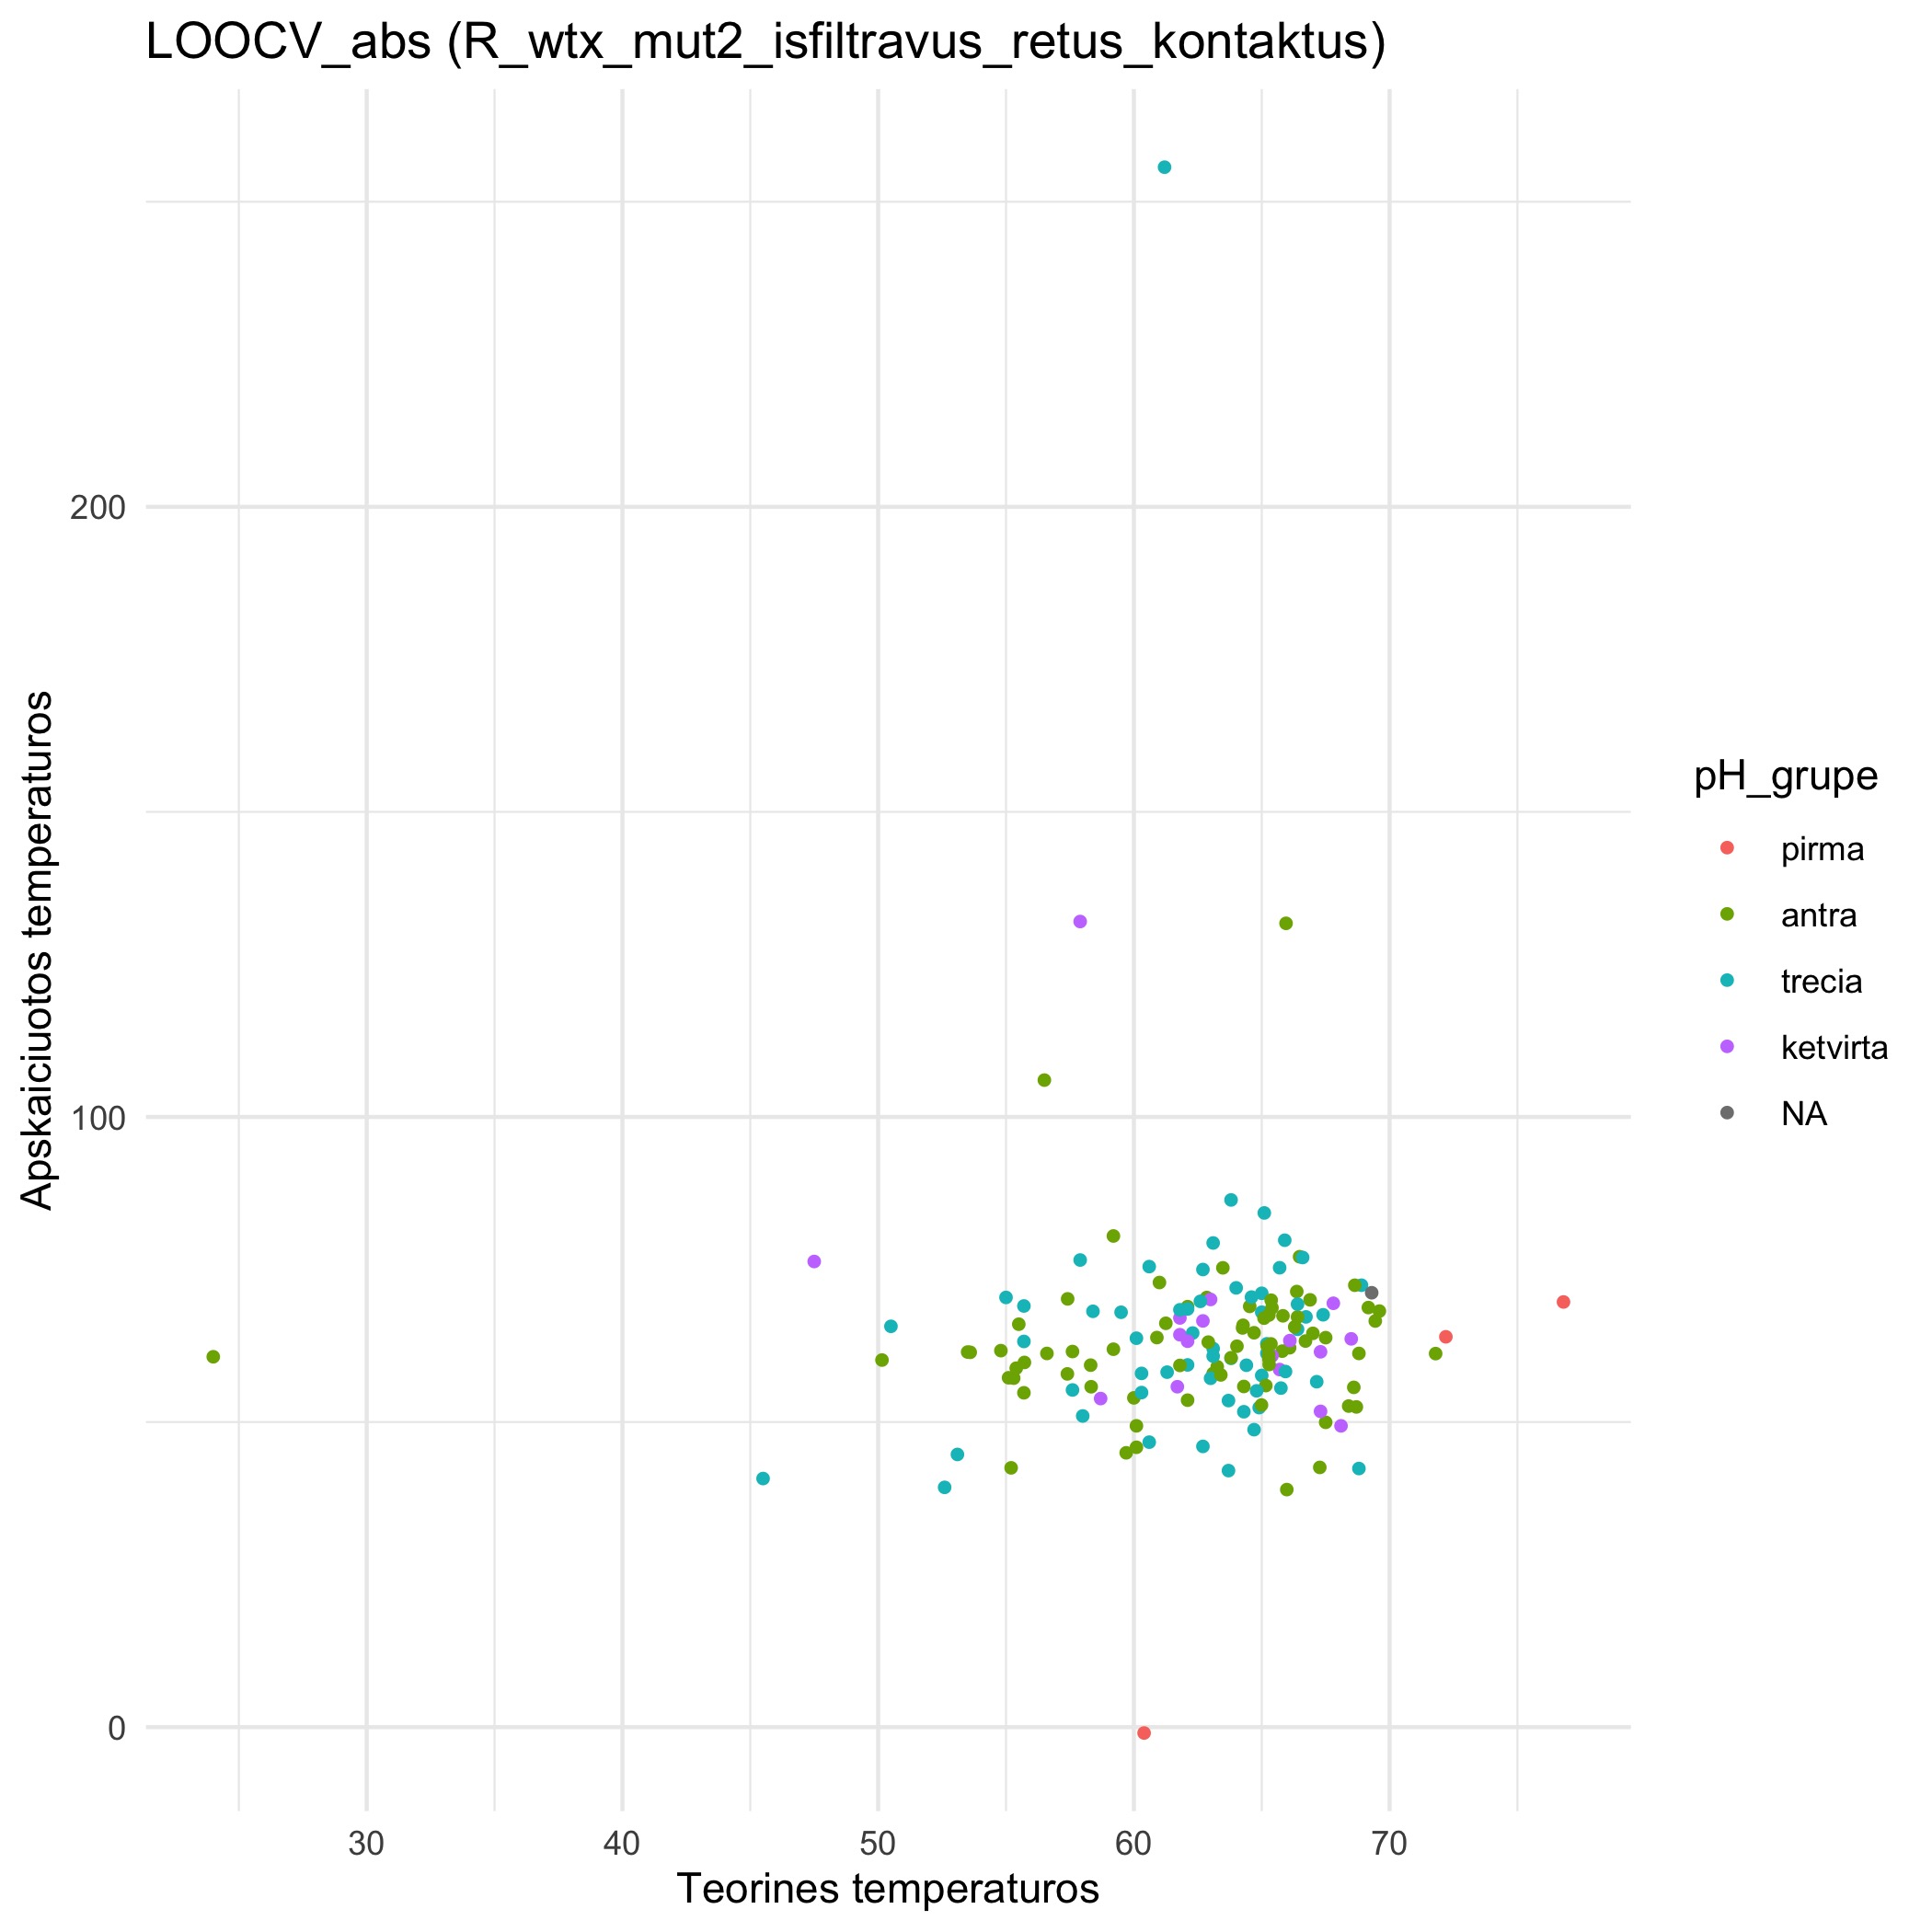 LOOCV_abs (R_wtx_mut2_isfiltravus_retus_kontaktus)
Apskaiciuotos temperaturos
200
100
0
30 40 50 60 70
Teorines temperaturos
pH_grupe
pirma
antra
trecia
ketvirta
NA